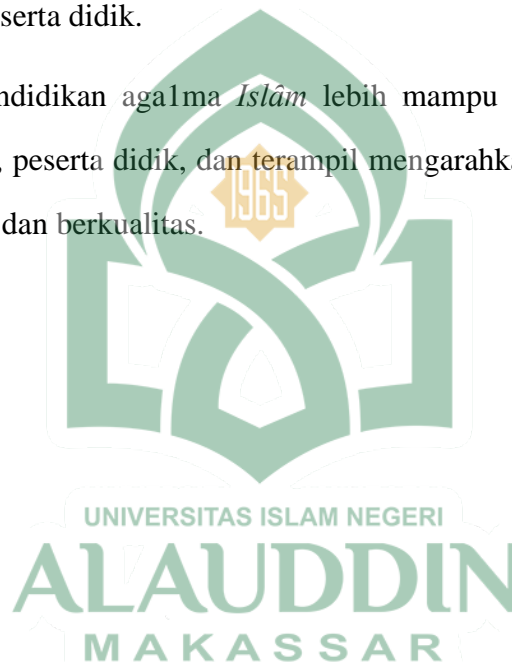 serta didik.
ndidikan aga1ma Islâm lebih mampu
, peserta didik, dan terampil mengarahka
dan berkualitas.
1965
UNIVERSITAS ISLAM NEGERI
ALAUDDIN
MAKASSAR